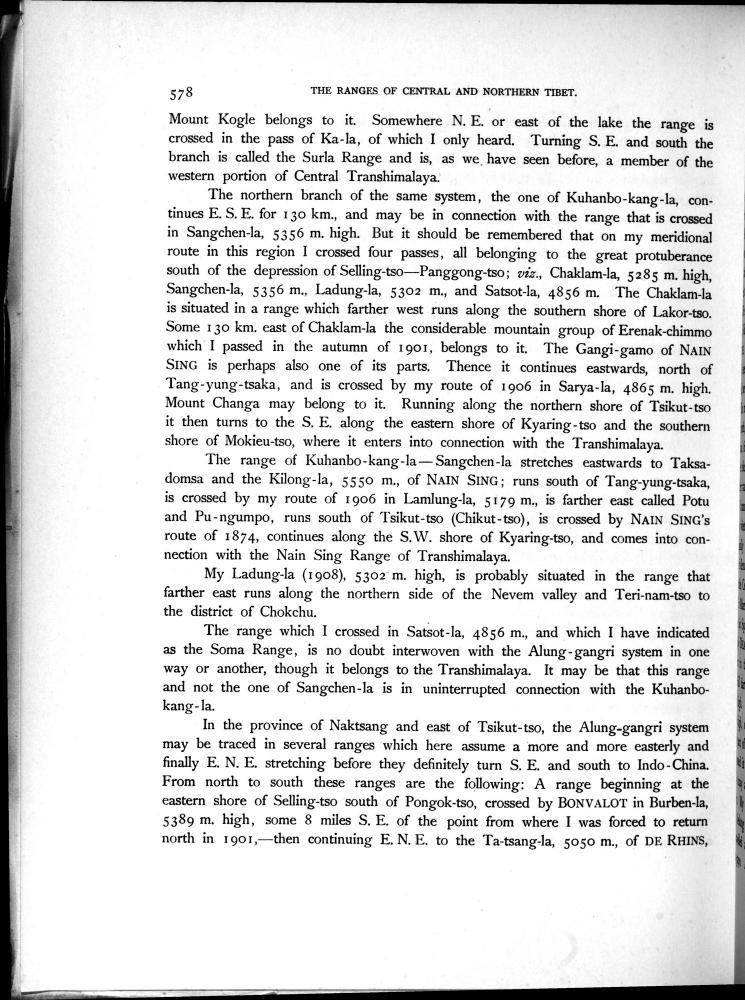 578
THE RANGES OF CENTRAL AND NORTHERN TIBET.
Mount Kogle belongs to it. Somewhere N. E. or east of the lake the range is
crossed in the pass of Ka-la, of which I only heard. Turning S. E. and south the
branch is called the Surla Range and is, as we have seen before, a member of the
western portion of Central Transhimalaya.
The northern branch of the same system, the one of Kuhanbo-kang-la, con-
tinues E. S. E. for 130 km., and may be in connection with the range that is crossed
in Sangchen-la, 5356 m. high. But it should be remembered that on my meridional
route in this region I crossed four passes, all belonging to the great protuberance
south of the depression of Selling-tso—Panggong-tso; viz., Chaklam-la, 5285 m. high,
Sangchen-la, 5356 m., Ladung-la, 5302 m., and Satsot-la, 4856 m. The Chaklam-la
is situated in a range which farther west runs along the southern shore of Lakor-tso.
Some 130 km. east of Chaklam-la the considerable mountain group of Erenak-chimmo
which I passed in the autumn of 1901, belongs to it. The Gangi-gamo of NAIN
SING is perhaps also one of its parts. Thence it continues eastwards, north of
Tang-yung-tsaka, and is crossed by my route of 1906 in Sarya-la, 4865 m. high.
Mount Changa may belong to it. Running along the northern shore of Tsikut-tso
it then turns to the S. E. along the eastern shore of Kyaring-tso and the southern
shore of Mokieu-tso, where it enters into connection with the Transhimalaya.
The range of Kuhanbo-kang-la—Sangchen-la stretches eastwards to Taksa-
domsa and the Kilong-la, 5550 m., of NAIN SING; runs south of Tang-yung-tsaka,
is crossed by my route of 1906 in Lamlung-la, 5179 m., is farther east called Potu
and Pu-ngumpo, runs south of Tsikut-tso (Chikut-tso), is crossed by NAIN SING's
route of 1874, continues along the S.W. shore of Kyaring-tso, and comes into con-
nection with the Nain Sing Range of Transhimalaya.
My Ladung-la (1908), 5302 m. high, is probably situated in the range that
farther east runs along the northern side of the Nevem valley and Teri-nam-tso to
the district of Chokchu.
The range which I crossed in Satsot-la, 4856 m., and which I have indicated
as the Soma Range, is no doubt interwoven with the Alung-gangri system in one
way or another, though it belongs to the Transhimalaya. It may be that this range
and not the one of Sangchen-la is in uninterrupted connection with the Kuhanbo-
kang-la.
In the province of Naktsang and east of Tsikut-tso, the Alung-gangri system
may be traced in several ranges which here assume a more and more easterly and
finally E. N. E. stretching before they definitely turn S. E. and south to Indo-China.
From north to south these ranges are the following: A range beginning at the
eastern shore of Selling-tso south of Pongok-tso, crossed by BONVALOT in Burben-la,
5389 m. high, some 8 miles S. E. of the point from where I was forced to return
north in 1901,—then continuing E. N. E. to the Ta-tsang-la, 5050 m., of DE RHINS,